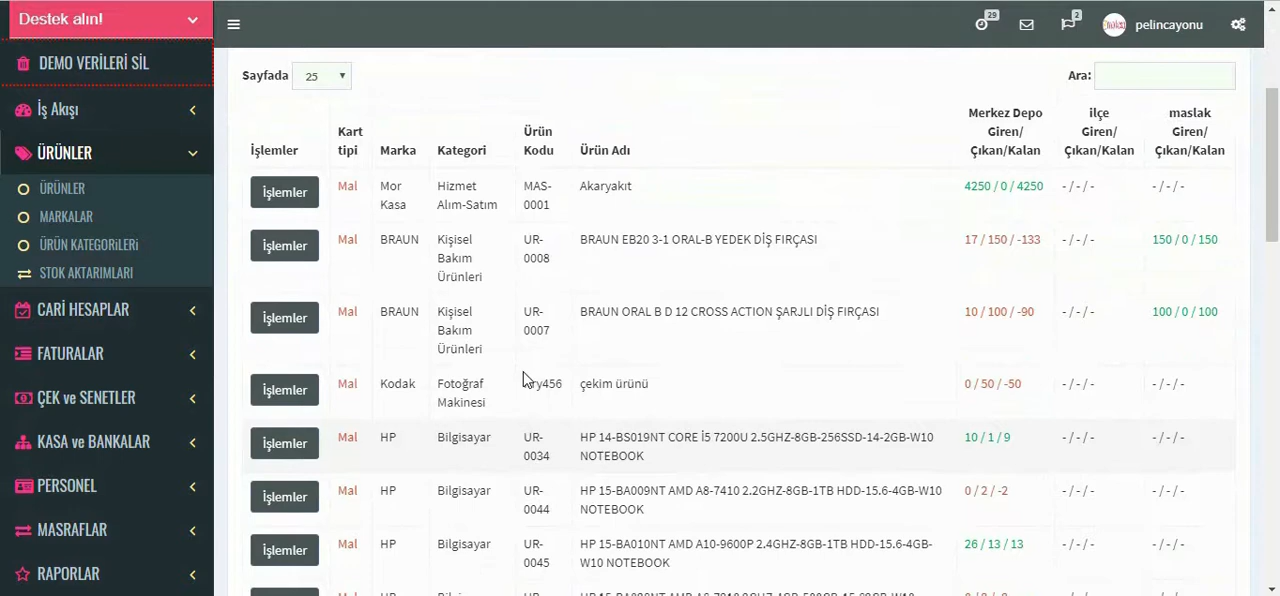 Destek alın!
29
2
pelincayonu
DEMO VERİLERİ SİL
İş Akışı
ÜRÜNLER
ÜRÜNLER
MARKALAR
ÜRÜN KATEGORiLERi
STOK AKTARIMLARI
CARİ HESAPLAR
FATURALAR
ÇEK ve SENETLER
KASA ve BANKALAR
PERSONEL
MASRAFLAR
RAPORLAR
Sayfada 25 Ara:
İşlemler Kart tipi Marka Kategori Ürün Kodu Ürün Adı Merkez Depo Giren/ Çıkan/Kalan ilçe Giren/ Çıkan/Kalan maslak Giren/ Çıkan/Kalan
İşlemler Mal Mor Kasa Hizmet Alım-Satım MAS-0001 Akaryakıt 4250 / 0 / 4250 - / - / - - / - / -
İşlemler Mal BRAUN Kişisel Bakım Ürünleri UR-0008 BRAUN EB20 3-1 ORAL-B YEDEK DİŞ FIRÇASI 17 / 150 / -133 - / - / - 150 / 0 / 150
İşlemler Mal BRAUN Kişisel Bakım Ürünleri UR-0007 BRAUN ORAL B D 12 CROSS ACTION ŞARJLI DİŞ FIRÇASI 10 / 100 / -90 - / - / - 100 / 0 / 100
İşlemler Mal Kodak Fotoğraf Makinesi çekim ürünü 0 / 50 / -50 - / - / - - / - / -
İşlemler Mal HP Bilgisayar UR-0034 HP 14-BS019NT CORE İ5 7200U 2.5GHZ-8GB-256SSD-14-2GB-W10 NOTEBOOK 10 / 1 / 9 - / - / - - / - / -
İşlemler Mal HP Bilgisayar UR-0044 HP 15-BA009NT AMD A8-7410 2.2GHZ-8GB-1TB HDD-15.6-4GB-W10 NOTEBOOK 0 / 2 / -2 - / - / - - / - / -
İşlemler Mal HP Bilgisayar UR-0045 HP 15-BA010NT AMD A10-9600P 2.4GHZ-8GB-1TB HDD-15.6-4GB-W10 NOTEBOOK 26 / 13 / 13 - / - / - - / - / -